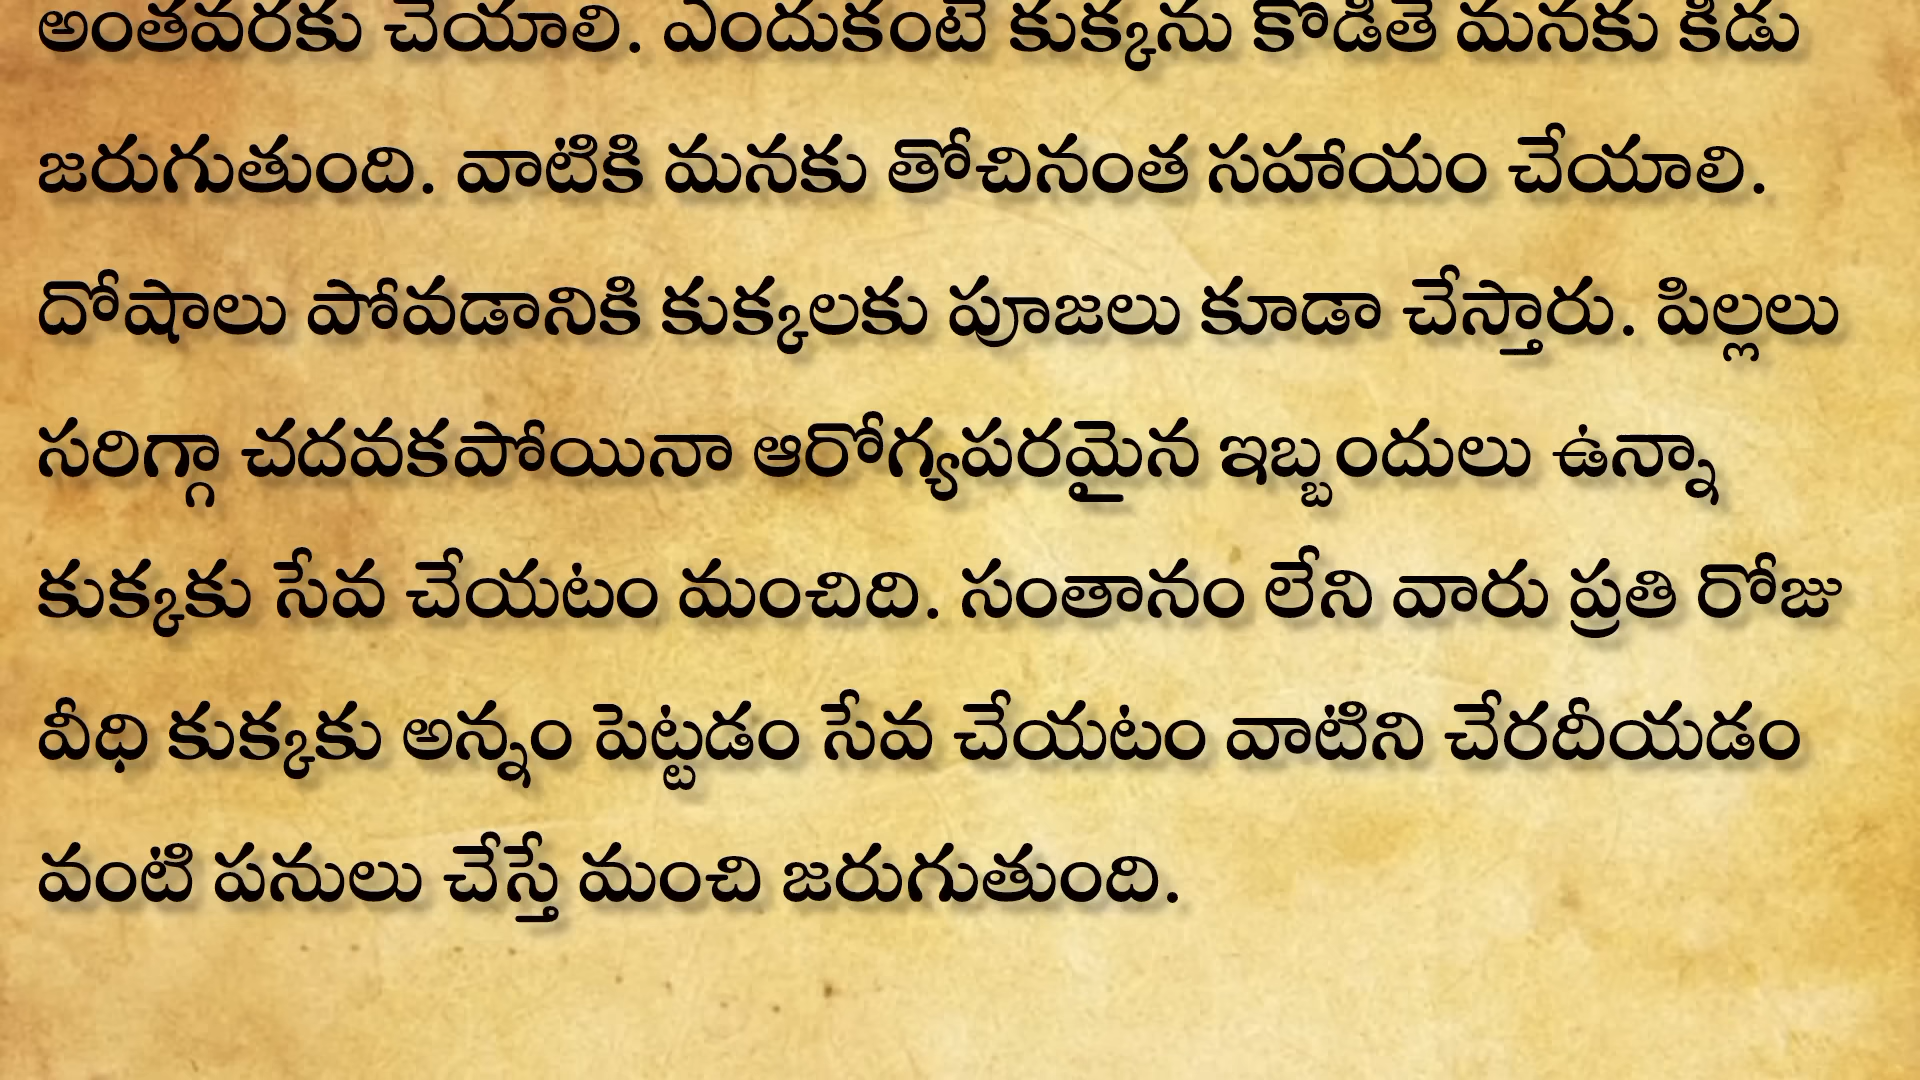 అంతవరకు చేయాలి. ఎందుకంటే కుక్కను కొడితే మనకు కీడు
జరుగుతుంది. వాటికి మనకు తోచినంత సహాయం చేయాలి.
దోషాలు పోవడానికి కుక్కలకు పూజలు కూడా చేస్తారు. పిల్లలు
సరిగ్గా చదవకపోయినా ఆరోగ్యపరమైన ఇబ్బందులు ఉన్నా
కుక్కకు సేవ చేయటం మంచిది. సంతానం లేని వారు ప్రతి రోజు
వీధి కుక్కకు అన్నం పెట్టడం సేవ చేయటం వాటిని చేరదీయడం
వంటి పనులు చేస్తే మంచి జరుగుతుంది.